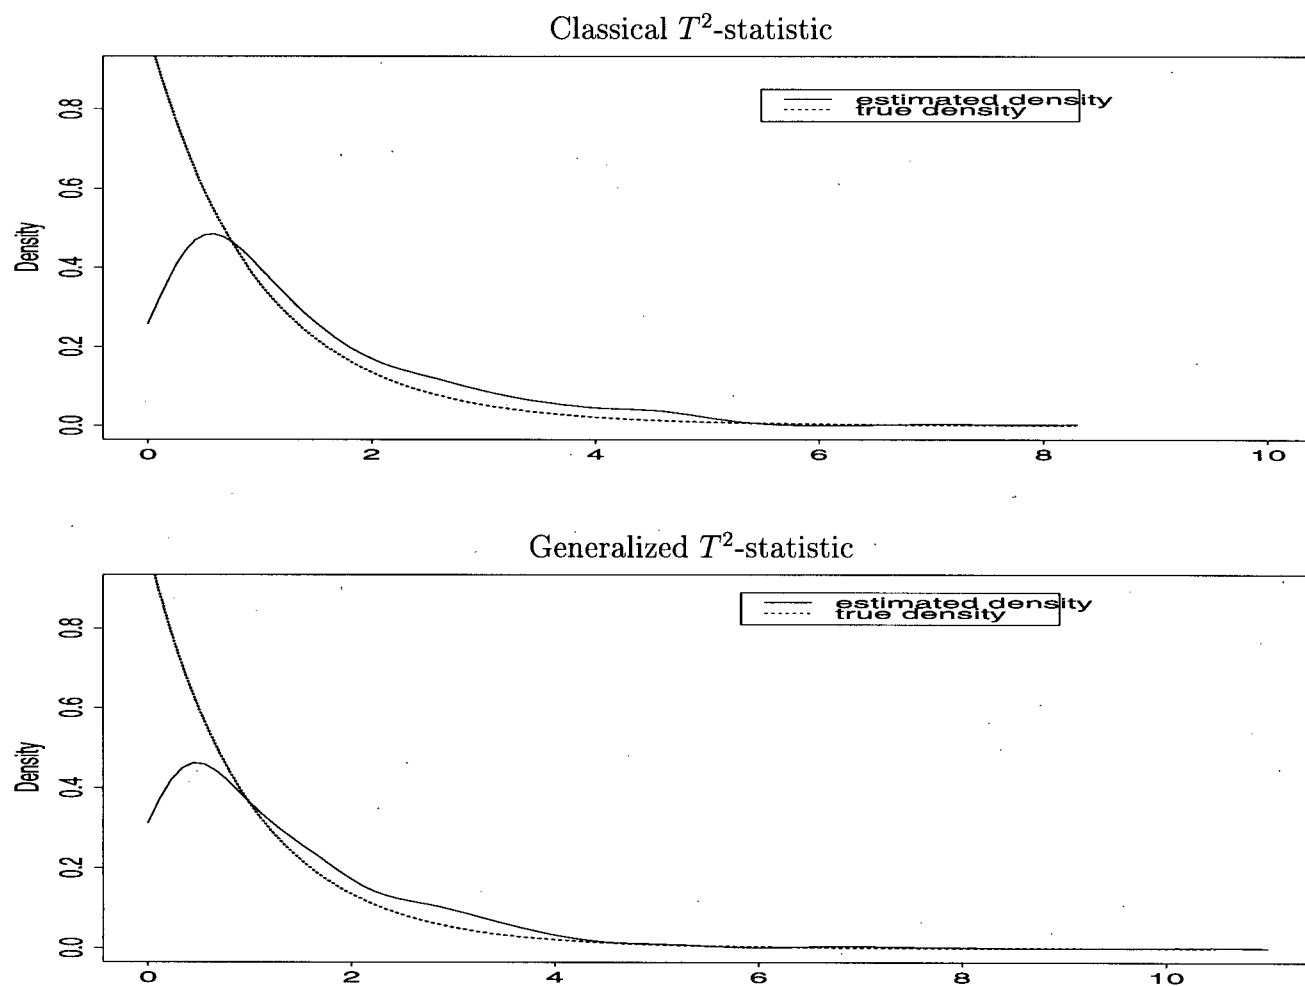 Classical T²-statistic
estimated density
true density
Density
0.0 0.2 0.4 0.6 0.8
0 2 4 6 8 10
Generalized T²-statistic
estimated density
true density
Density
0.0 0.2 0.4 0.6 0.8
0 2 4 6 8 10